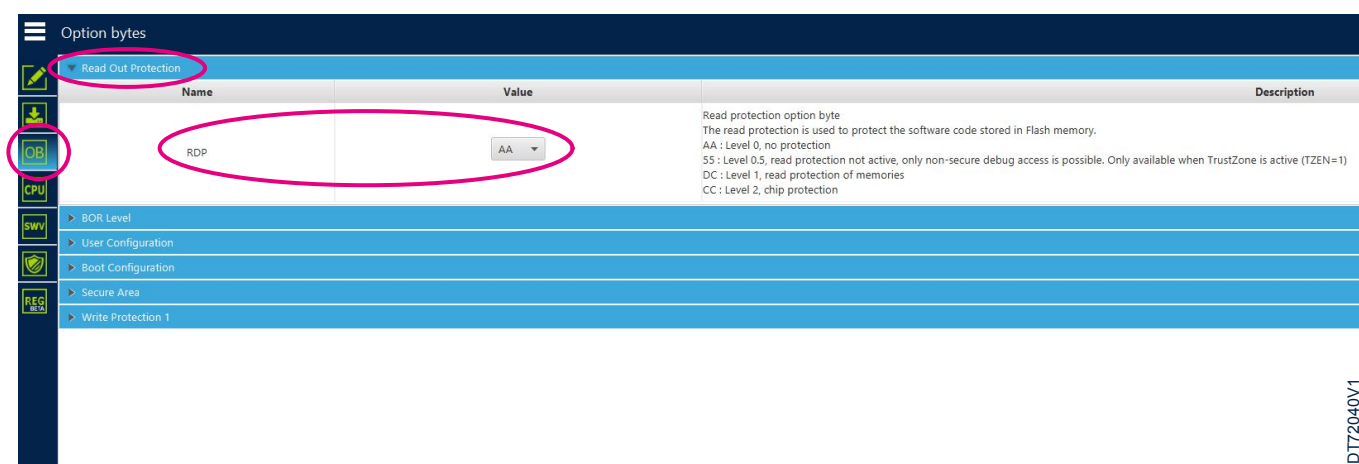 Option bytes
Read Out Protection
Name Value Description
RDP
AA
Read protection option byte
The read protection is used to protect the software code stored in Flash memory.
AA : Level 0, no protection
55 : Level 0.5, read protection not active, only non-secure debug access is possible. Only available when TrustZone is active (TZEN=1)
DC : Level 1, read protection of memories
CC : Level 2, chip protection
BOR Level
User Configuration
Boot Configuration
Secure Area
Write Protection 1
OB
CPU
SWV
REG
BETA
DT72040V1